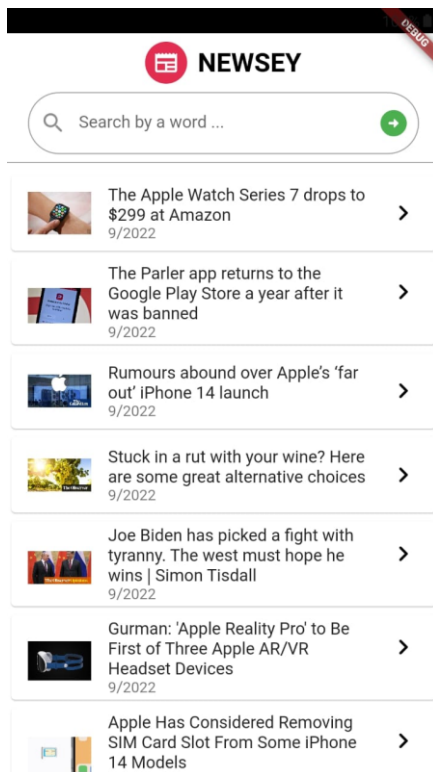 DEBUG
NEWSEY
Search by a word ...
The Apple Watch Series 7 drops to
$299 at Amazon
9/2022
The Parler app returns to the
Google Play Store a year after it
was banned
9/2022
Rumours abound over Apple’s ‘far
out’ iPhone 14 launch
9/2022
Stuck in a rut with your wine? Here
are some great alternative choices
9/2022
Joe Biden has picked a fight with
tyranny. The west must hope he
wins | Simon Tisdall
9/2022
Gurman: 'Apple Reality Pro' to Be
First of Three Apple AR/VR
Headset Devices
9/2022
Apple Has Considered Removing
SIM Card Slot From Some iPhone
14 Models